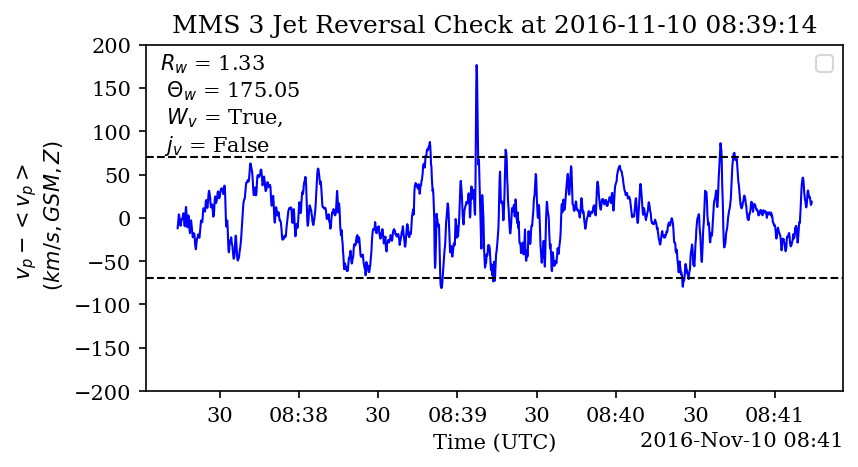 MMS 3 Jet Reversal Check at 2016-11-10 08:39:14
200
150
100
50
0
−50
−100
−150
−200
R_w = 1.33
Θ_w = 175.05
W_v = True,
j_v = False
v_p − < v_p >
(km/s, GSM, Z)
30 08:38 30 08:39 30 08:40 30 08:41
Time (UTC)
2016-Nov-10 08:41